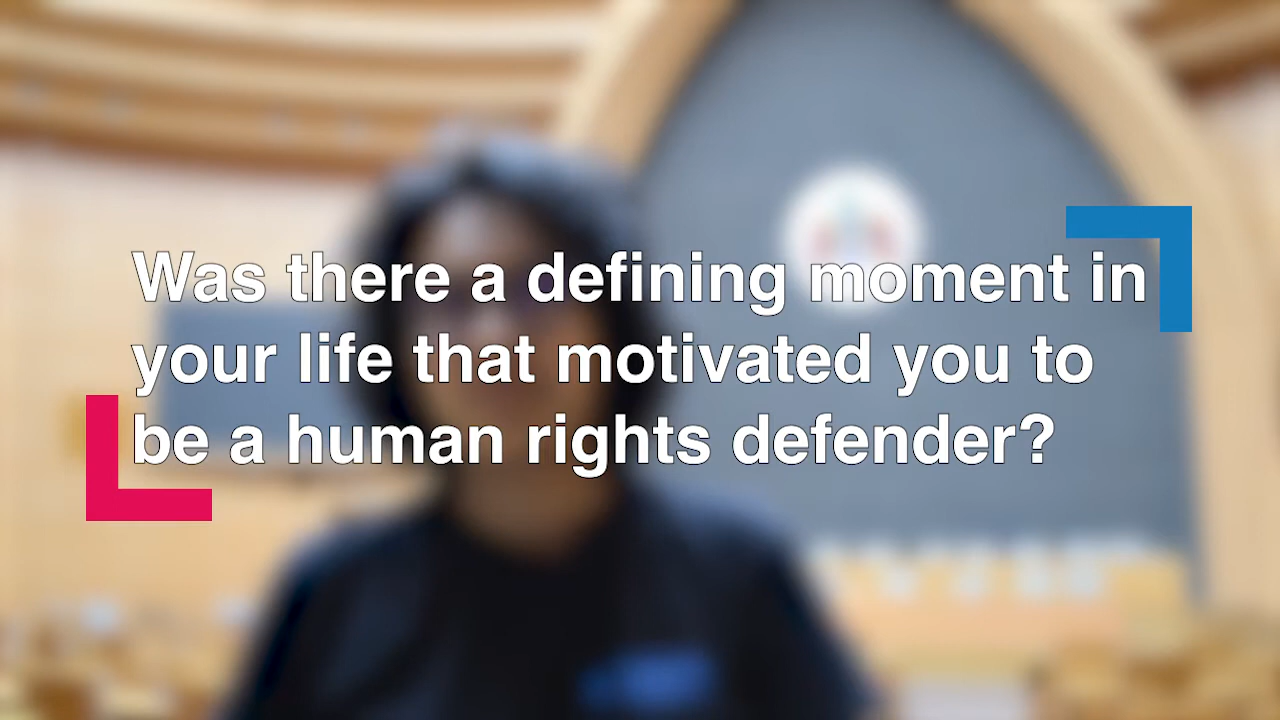 Was there a defining moment in
your life that motivated you to
be a human rights defender?